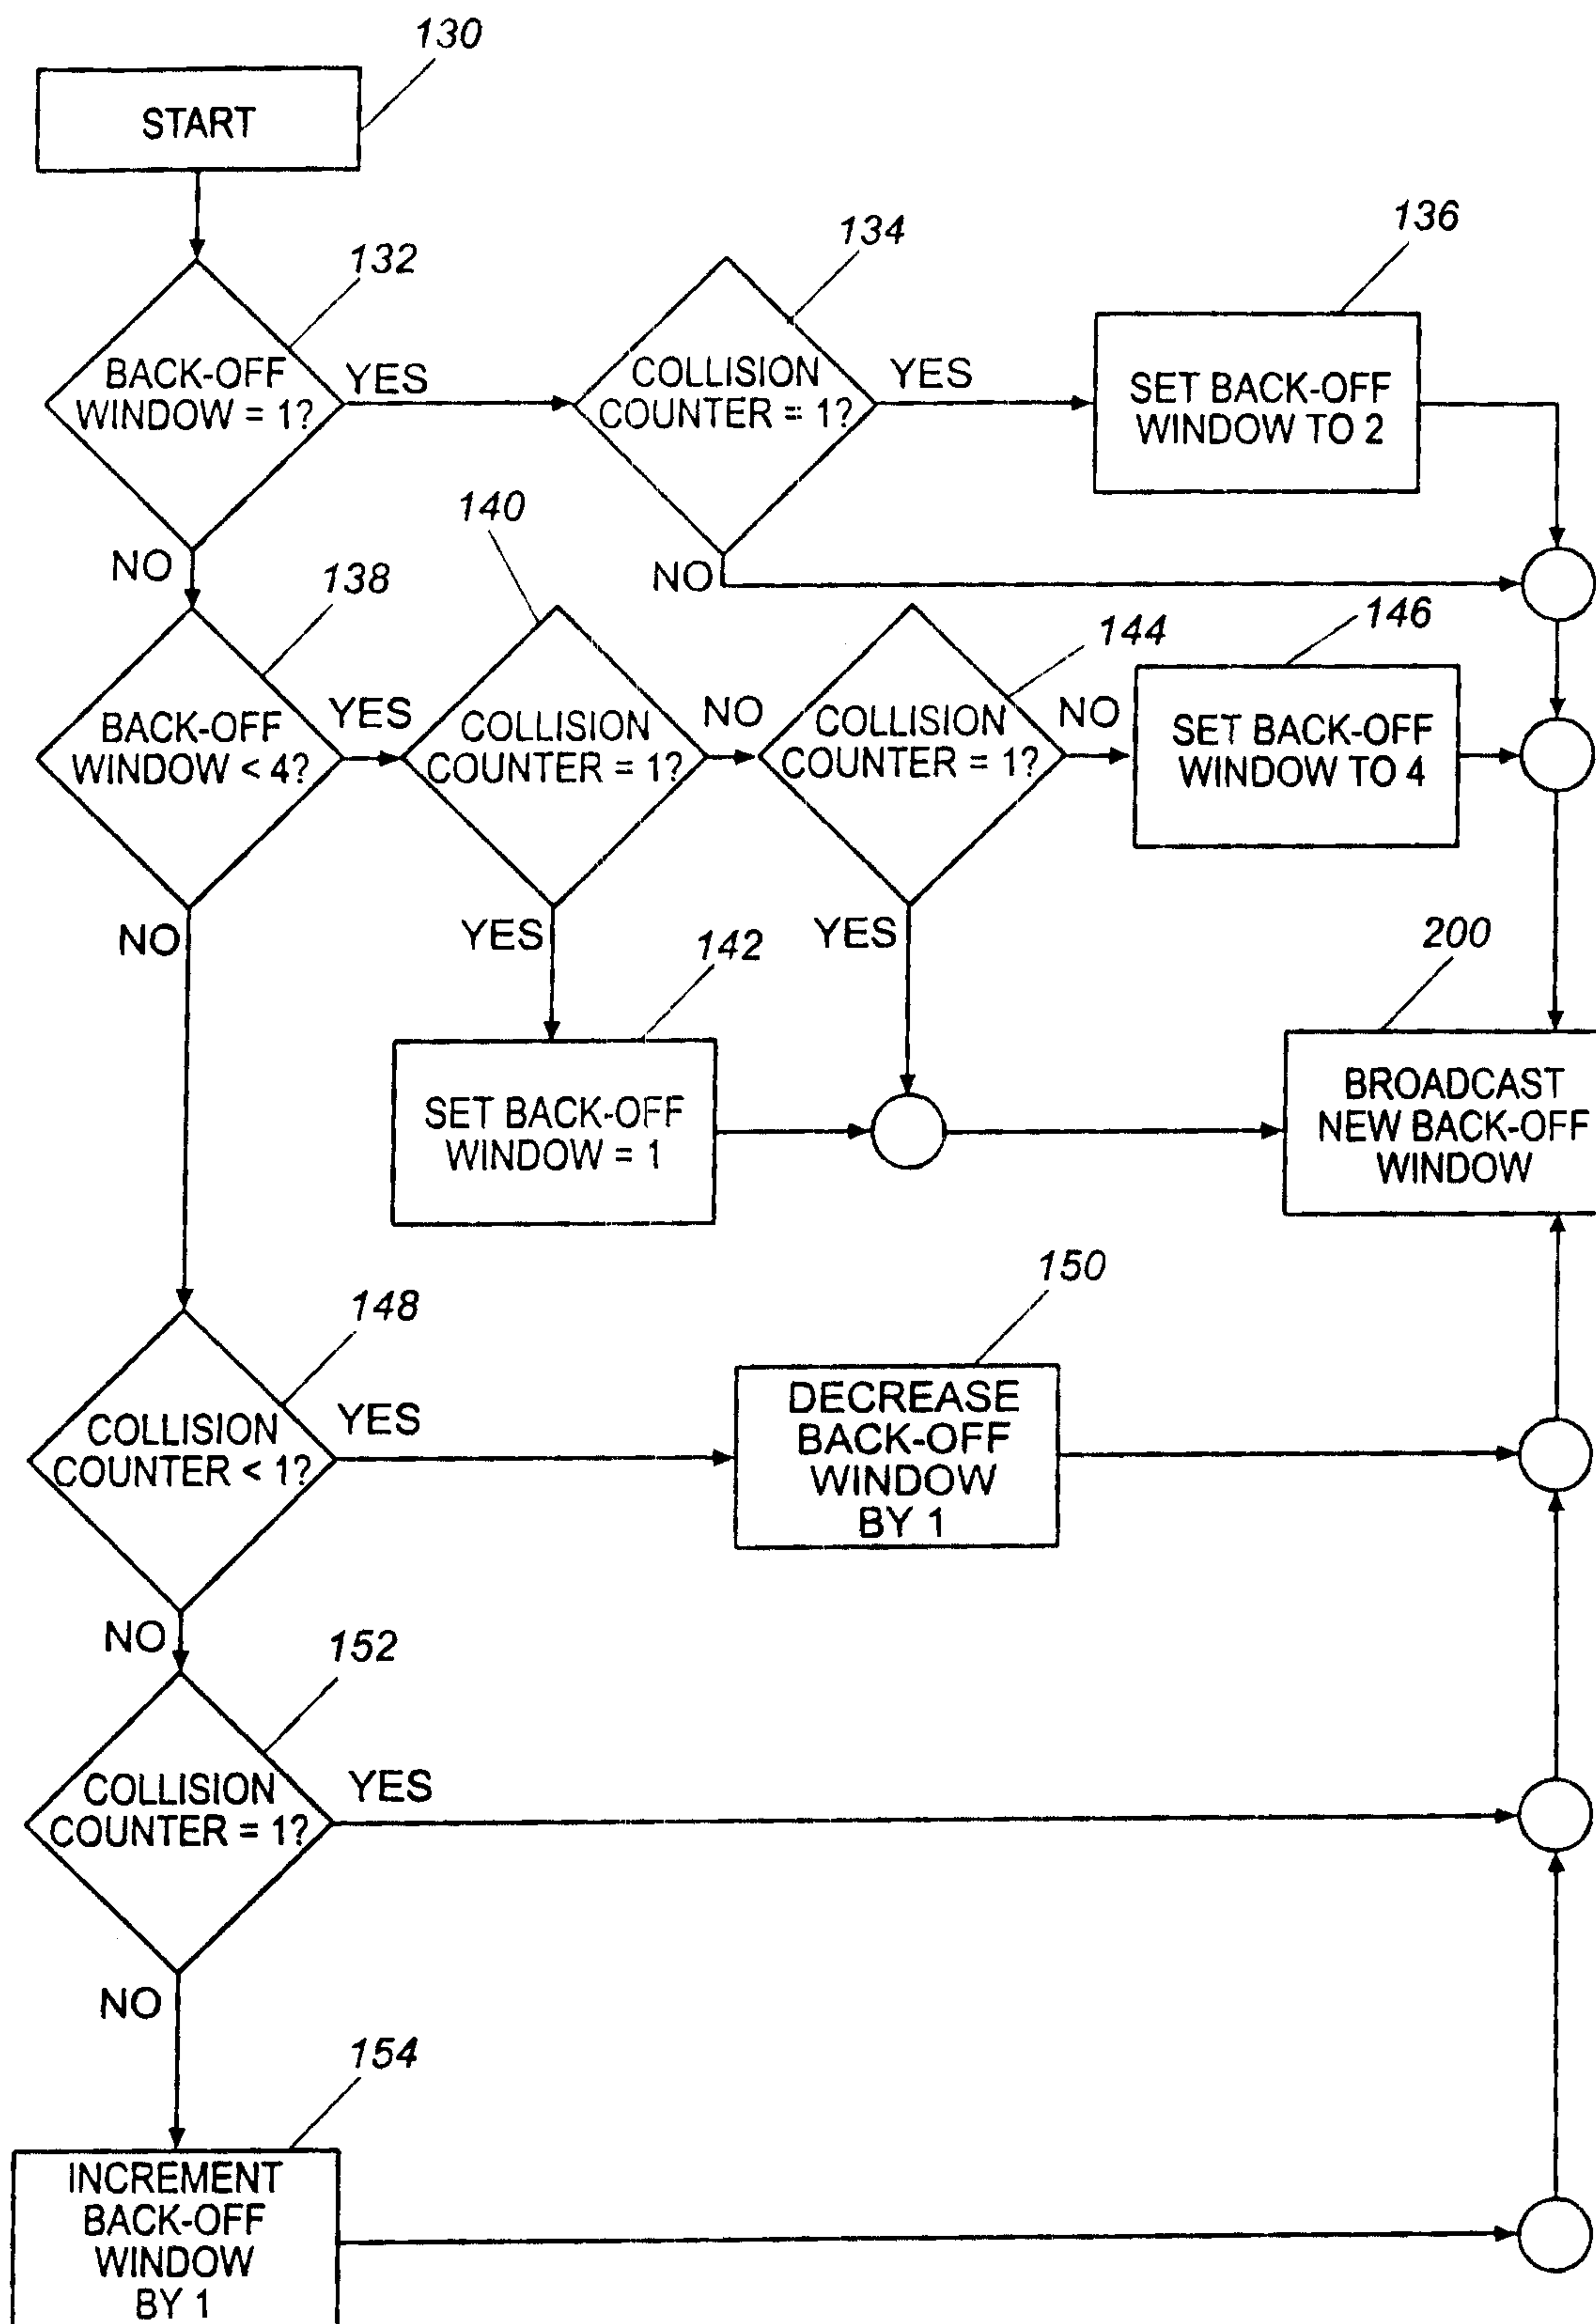 130
START
132
BACK-OFF
WINDOW = 1?
YES
NO
134
COLLISION
COUNTER = 1?
YES
NO
136
SET BACK-OFF
WINDOW TO 2
138
BACK-OFF
WINDOW < 4?
YES
NO
140
COLLISION
COUNTER = 1?
NO
YES
144
COLLISION
COUNTER = 1?
NO
YES
146
SET BACK-OFF
WINDOW TO 4
142
SET BACK-OFF
WINDOW = 1
200
BROADCAST
NEW BACK-OFF
WINDOW
148
COLLISION
COUNTER < 1?
YES
NO
150
DECREASE
BACK-OFF
WINDOW
BY 1
152
COLLISION
COUNTER = 1?
YES
NO
154
INCREMENT
BACK-OFF
WINDOW
BY 1